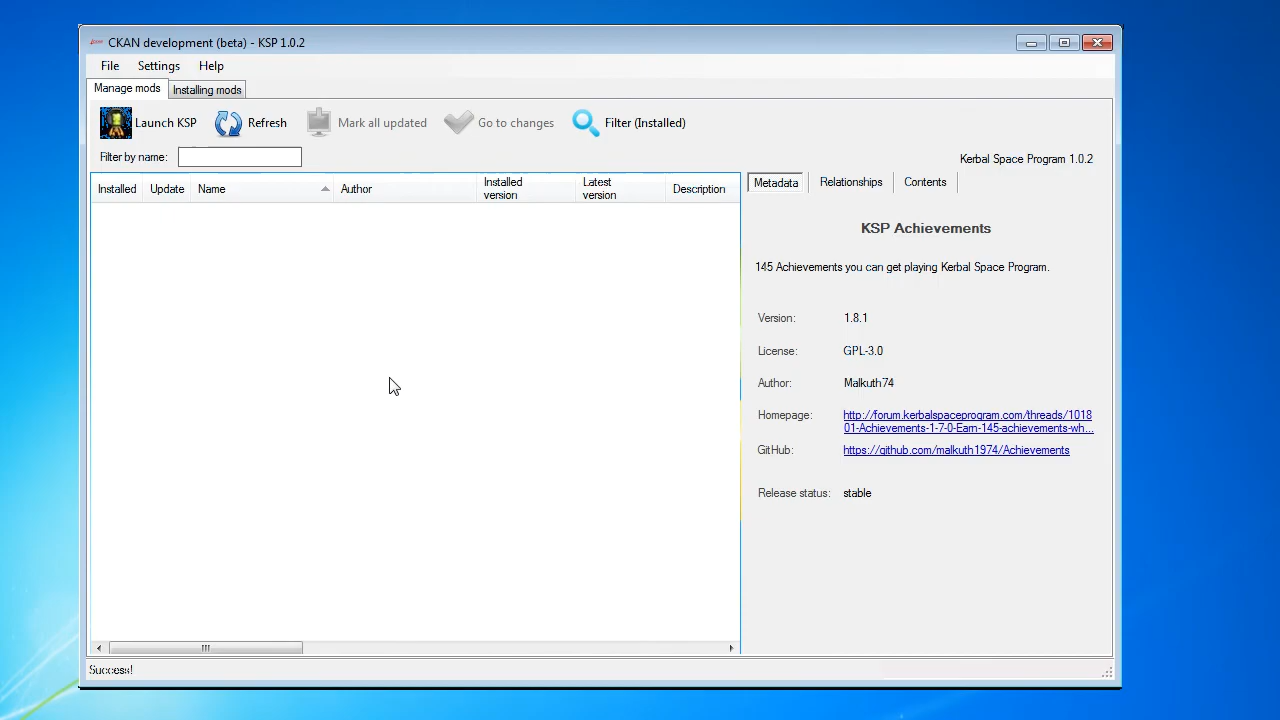 CKAN development (beta) - KSP 1.0.2
File Settings Help
Manage mods Installing mods
Launch KSP Refresh Mark all updated Go to changes Filter (Installed)
Filter by name:
Kerbal Space Program 1.0.2
Installed Update Name Author Installed version Latest version Description
Metadata Relationships Contents
KSP Achievements
145 Achievements you can get playing Kerbal Space Program.
Version: 1.8.1
License: GPL-3.0
Author: Malkuth74
Homepage: http://forum.kerbalspaceprogram.com/threads/1018
01-Achievements-1-7-0-Earn-145-achievements-wh...
GitHub: https://github.com/malkuth1974/Achievements
Release status: stable
Success!